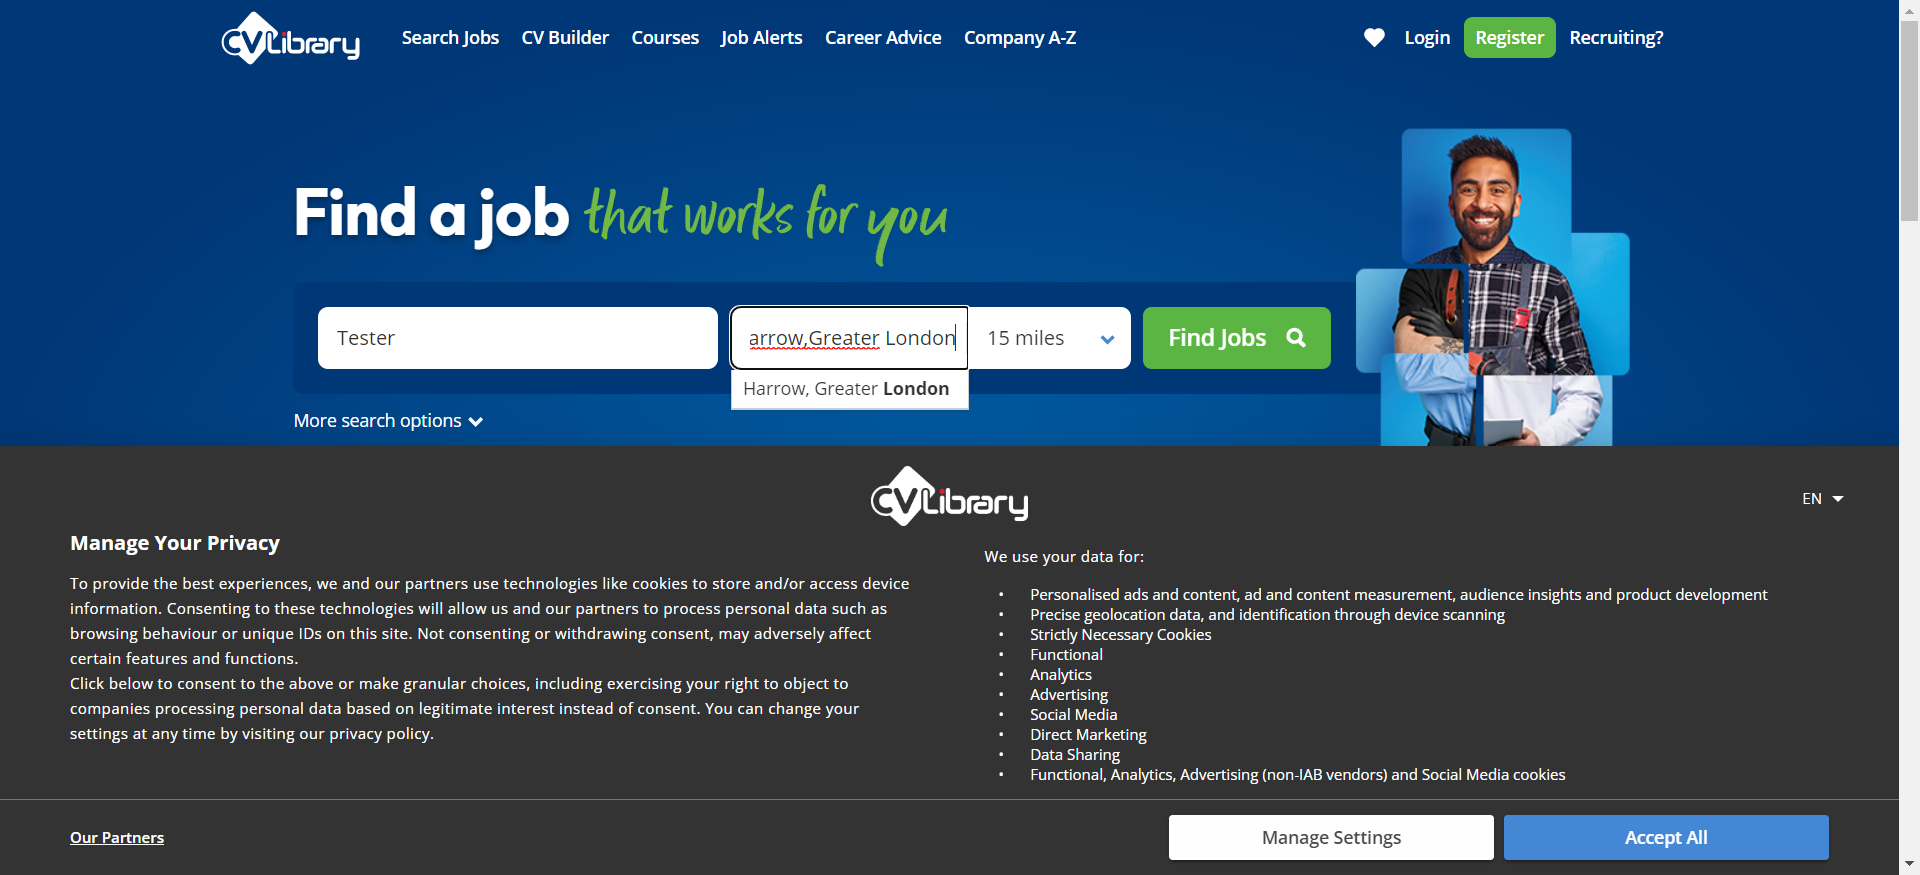 CVLibrary Search Jobs CV Builder Courses Job Alerts Career Advice Company A-Z Login Register Recruiting?
Find a job that works for you
Tester arrow,Greater London 15 miles Find Jobs
Harrow, Greater London
More search options
CVLibrary
EN
Manage Your Privacy
To provide the best experiences, we and our partners use technologies like cookies to store and/or access device
information. Consenting to these technologies will allow us and our partners to process personal data such as
browsing behaviour or unique IDs on this site. Not consenting or withdrawing consent, may adversely affect
certain features and functions.
Click below to consent to the above or make granular choices, including exercising your right to object to
companies processing personal data based on legitimate interest instead of consent. You can change your
settings at any time by visiting our privacy policy.
We use your data for:
• Personalised ads and content, ad and content measurement, audience insights and product development
• Precise geolocation data, and identification through device scanning
• Strictly Necessary Cookies
• Functional
• Analytics
• Advertising
• Social Media
• Direct Marketing
• Data Sharing
• Functional, Analytics, Advertising (non-IAB vendors) and Social Media cookies
Our Partners Manage Settings Accept All